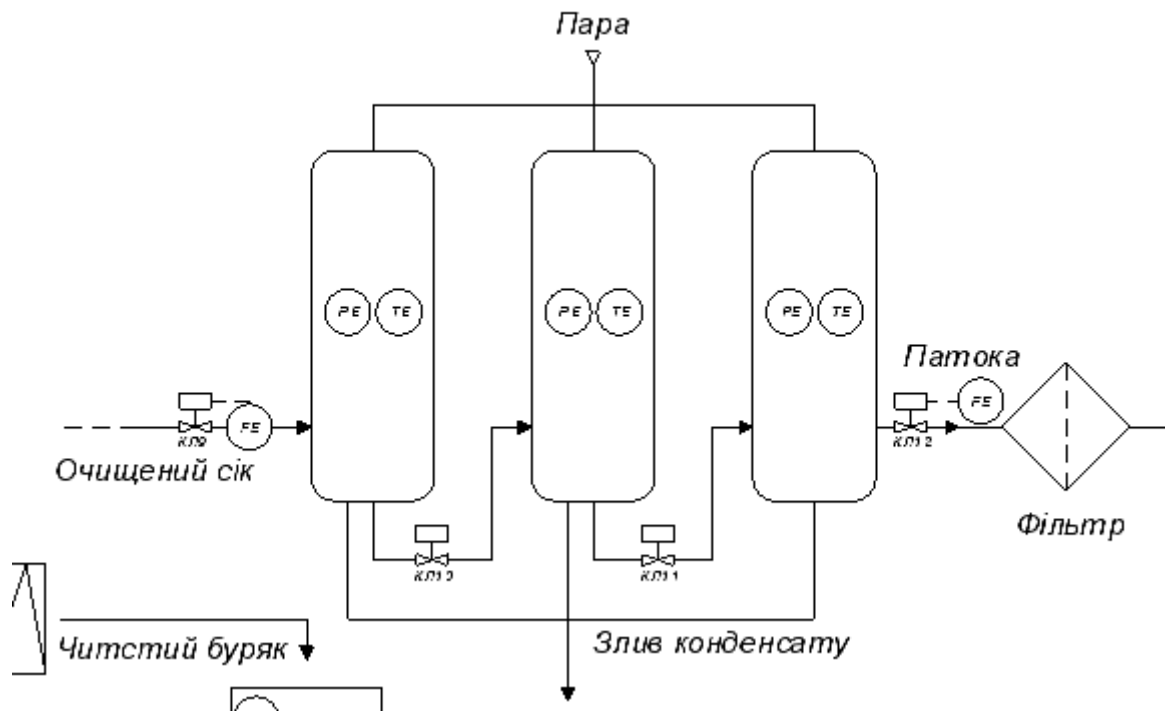 Пара
PE TE
PE TE
PE TE
Патока
FE
FE
КЛ9
КЛ12
Очищений сік
Фільтр
КЛ10
КЛ11
Читстий буряк
Злив конденсату